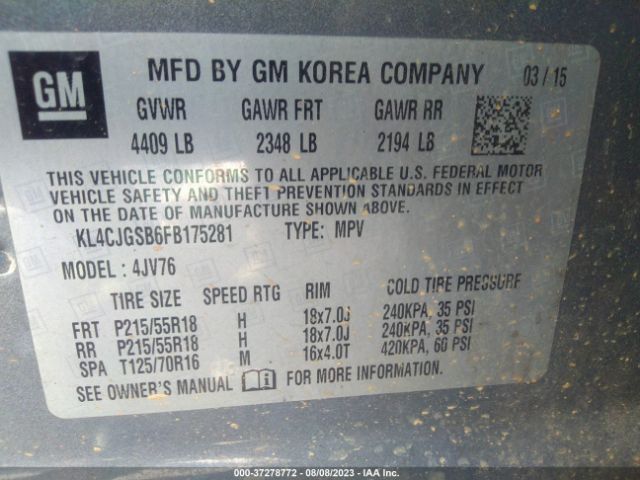 GM MFD BY GM KOREA COMPANY 03 / 15
GVWR GAWR FRT GAWR RR
4409 LB 2348 LB 2194 LB
THIS VEHICLE CONFORMS TO ALL APPLICABLE U.S. FEDERAL MOTOR
VEHICLE SAFETY AND THEFT PREVENTION STANDARDS IN EFFECT
ON THE DATE OF MANUFACTURE SHOWN ABOVE.
KL4CJGSB6FB175281 TYPE: MPV
MODEL: 4JV76
TIRE SIZE SPEED RTG RIM COLD TIRE PRESSURE
FRT P215/55R18 H 18x7.0J 240KPA, 35 PSI
RR P215/55R18 H 18x7.0J 240KPA, 35 PSI
SPA T125/70R16 M 16x4.0T 420KPA, 60 PSI
SEE OWNER'S MANUAL FOR MORE INFORMATION.
000-37278772 - 08/08/2023 - IAA Inc.